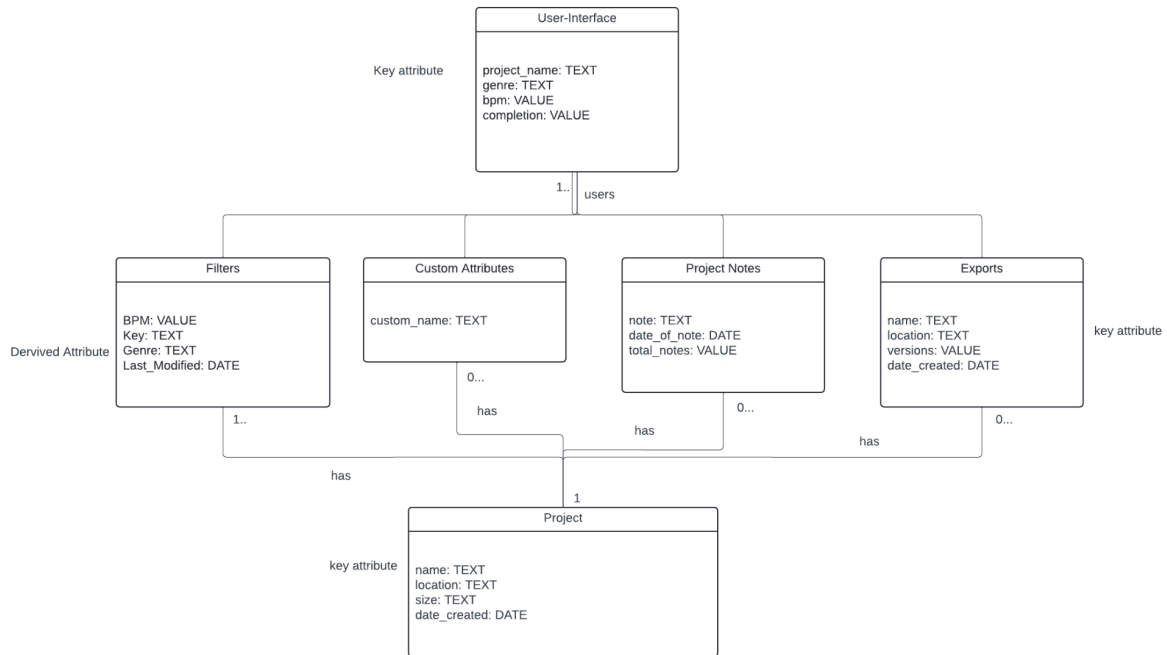 User-Interface
Key attribute
project_name: TEXT
genre: TEXT
bpm: VALUE
completion: VALUE
1..
users
Filters
BPM: VALUE
Key: TEXT
Genre: TEXT
Last_Modified: DATE
Dervived Attribute
Custom Attributes
custom_name: TEXT
Project Notes
note: TEXT
date_of_note: DATE
total_notes: VALUE
Exports
name: TEXT
location: TEXT
versions: VALUE
date_created: DATE
key attribute
1..
has
0...
has
0...
has
0...
has
1
Project
key attribute
name: TEXT
location: TEXT
size: TEXT
date_created: DATE